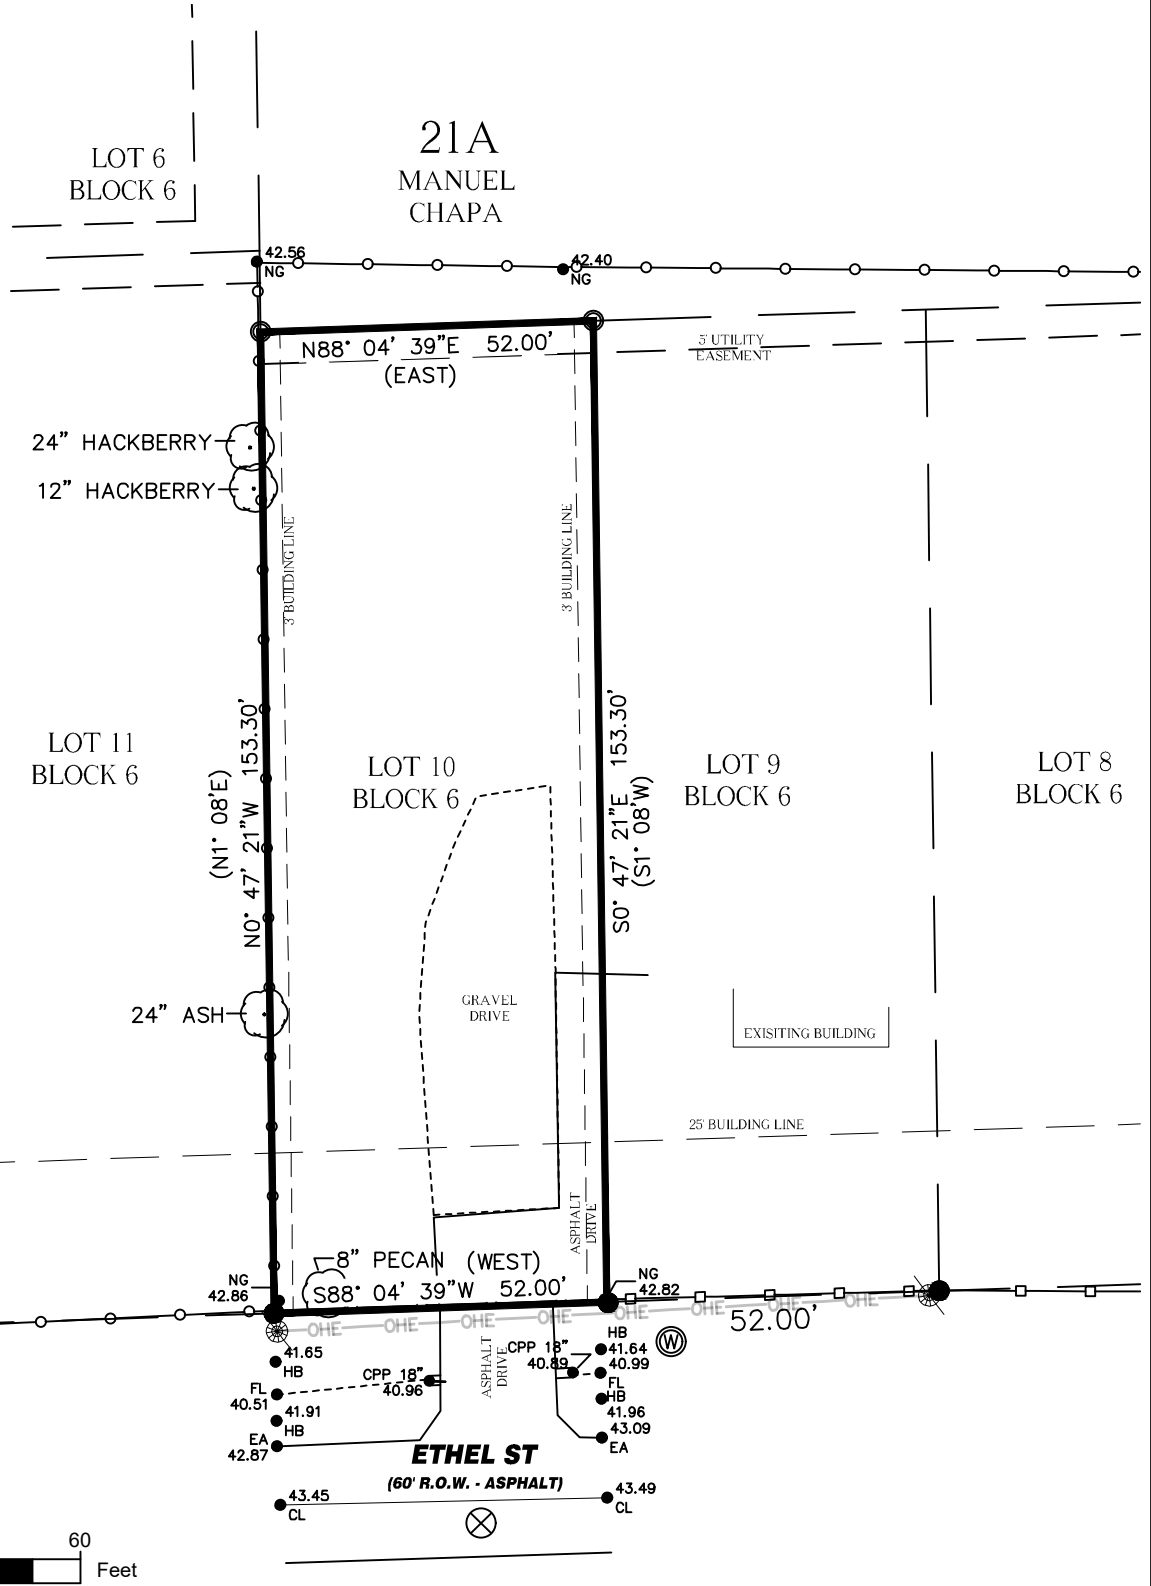 LOT 6
BLOCK 6
21A
MANUEL
CHAPA
42.56
NG
42.40
NG
N88° 04' 39"E 52.00'
(EAST)
5' UTILITY
EASEMENT
24" HACKBERRY
12" HACKBERRY
3' BUILDING LINE
3' BUILDING LINE
LOT 11
BLOCK 6
(N1° 08'E)
N0° 47' 21"W 153.30'
LOT 10
BLOCK 6
S0° 47' 21"E 153.30'
(S1° 08'W)
LOT 9
BLOCK 6
LOT 8
BLOCK 6
24" ASH
GRAVEL
DRIVE
EXISITING BUILDING
25' BUILDING LINE
ASPHALT
DRIVE
8" PECAN (WEST)
S88° 04' 39"W 52.00'
NG
42.86
NG
42.82
OHE OHE OHE OHE OHE OHE OHE OHE
52.00'
W
41.65
HB
FL
40.51
41.91
HB
EA
42.87
CPP 18"
40.96
ASPHALT
DRIVE
CPP 18"
40.89
HB
41.64
40.99
FL
HB
41.96
43.09
EA
ETHEL ST
(60' R.O.W. - ASPHALT)
43.45
CL
43.49
CL
60
Feet